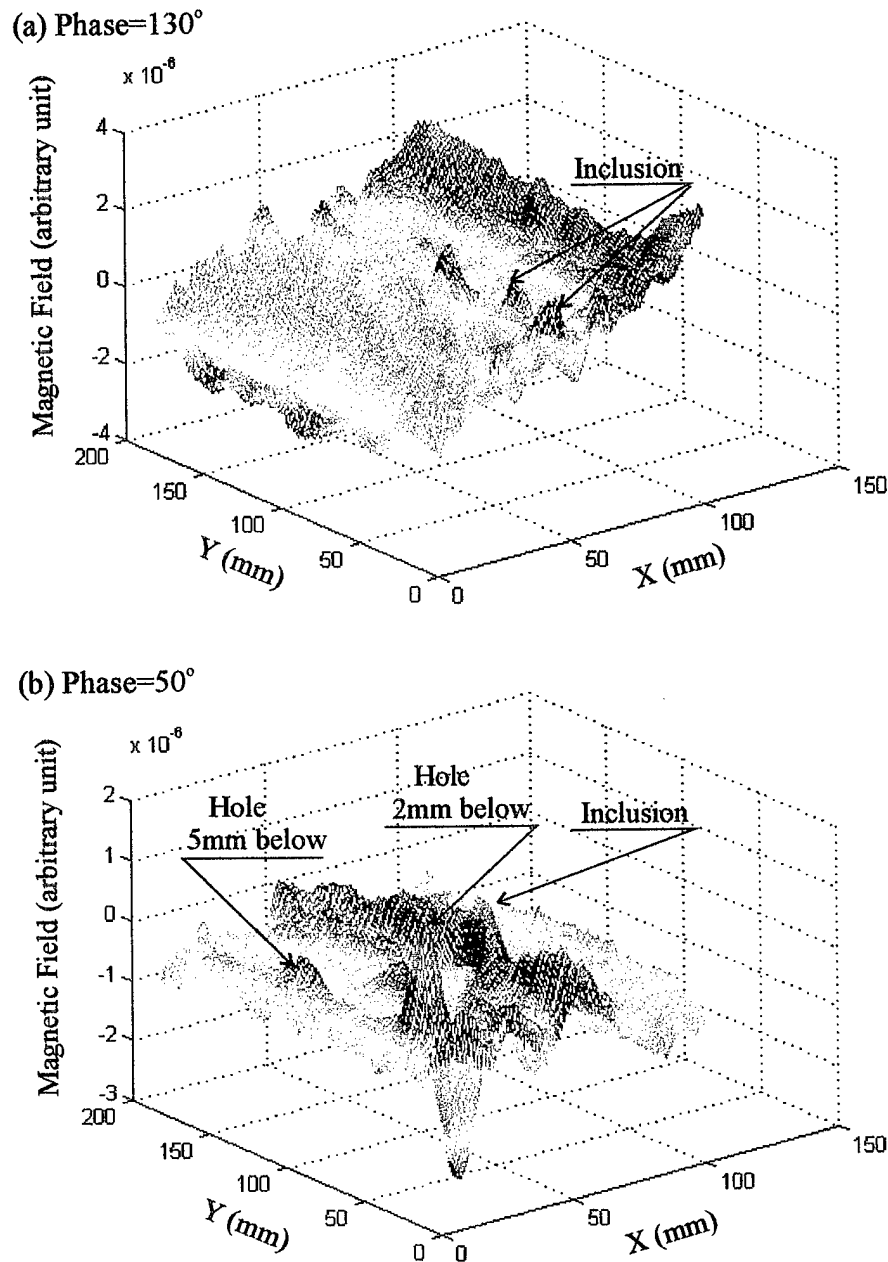 (a) Phase=130°
x 10⁻⁶
Magnetic Field (arbitrary unit)
4
2
0
-2
-4
Inclusion
200
150
100
50
0
Y (mm)
0
50
100
150
X (mm)
(b) Phase=50°
x 10⁻⁶
Magnetic Field (arbitrary unit)
2
1
0
-1
-2
-3
Hole
5mm below
Hole
2mm below
Inclusion
200
150
100
50
0
Y (mm)
0
50
100
150
X (mm)